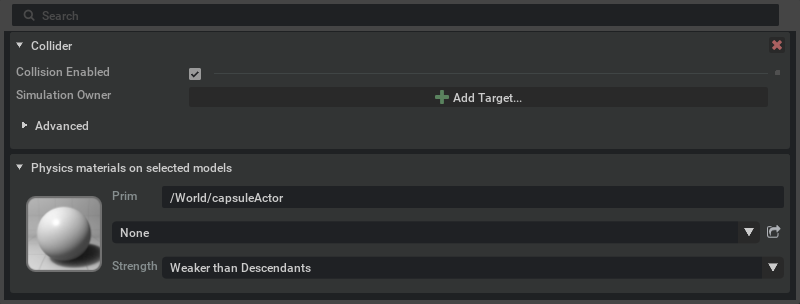 Search
Collider
Collision Enabled
Simulation Owner
Add Target...
Advanced
Physics materials on selected models
Prim
/World/capsuleActor
None
Strength
Weaker than Descendants